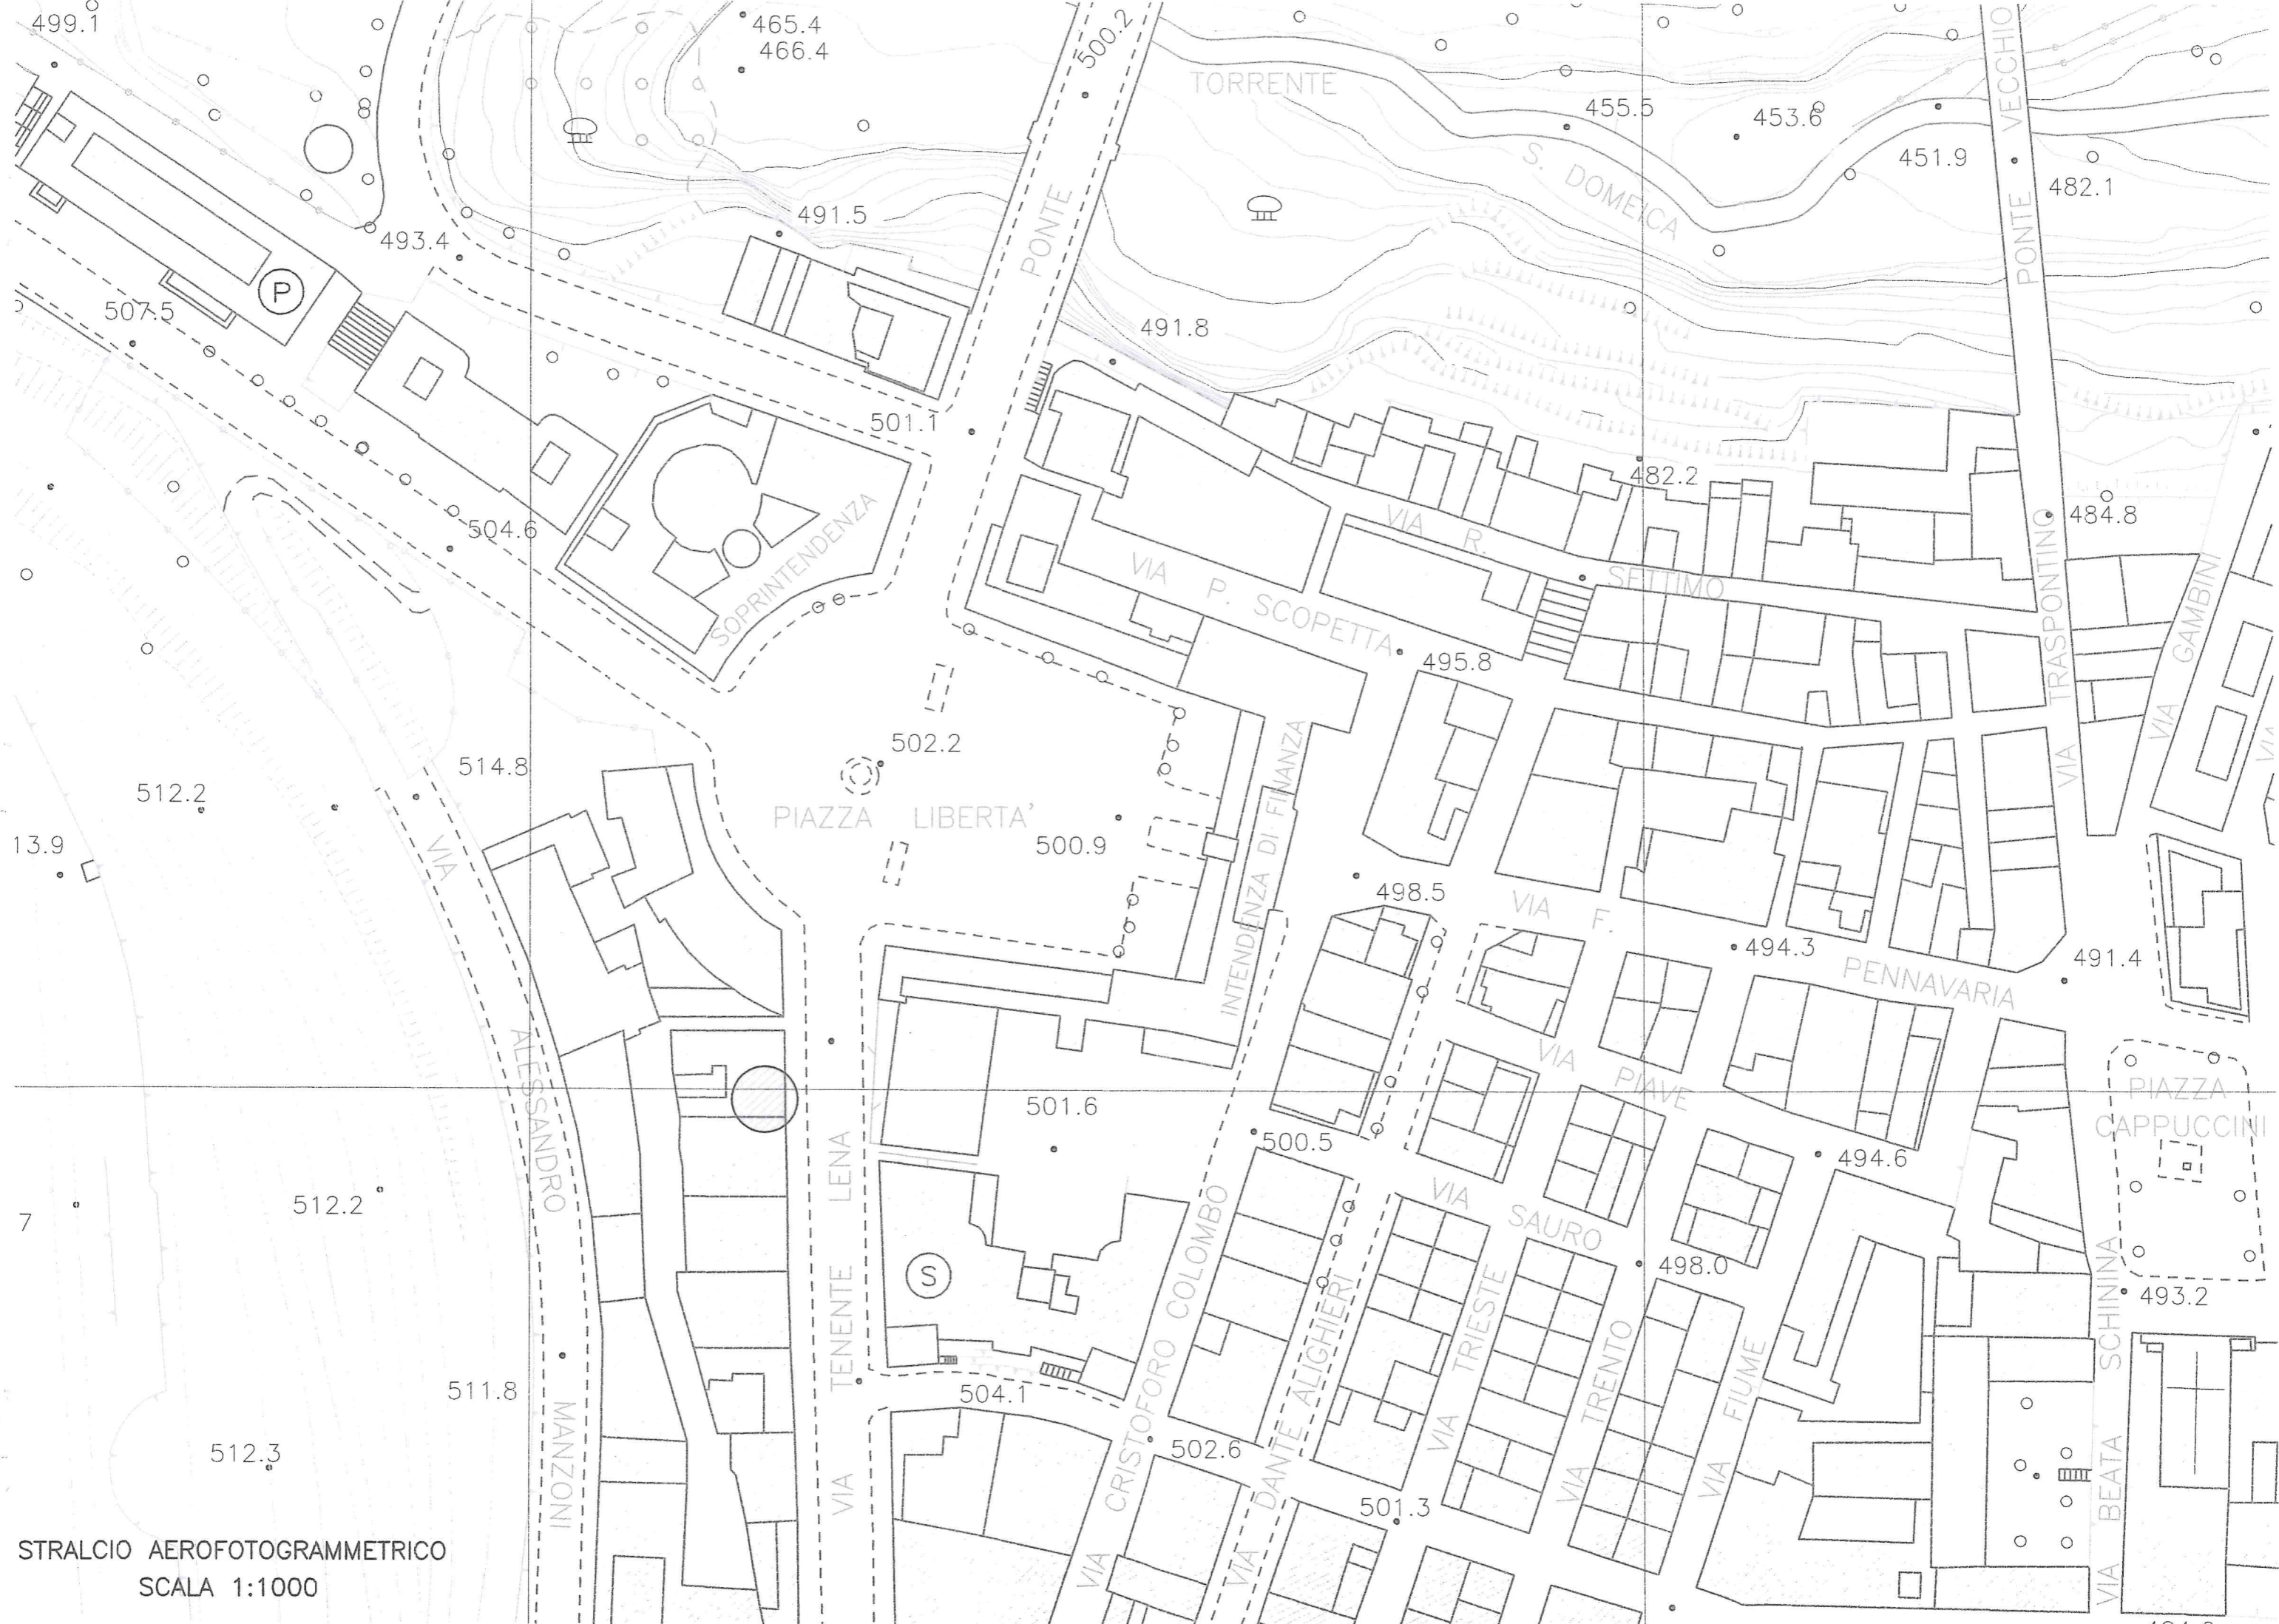 499.1
465.4
466.4
500.2
TORRENTE
455.5
453.6
451.9
PONTE VECCHIO
482.1
S. DOMEICA
493.4
491.5
PONTE
P
507.5
491.8
501.1
482.2
484.8
504.6
SOPRINTENDENZA
VIA R. SETTIMO
VIA P. SCOPETTA
495.8
VIA TRASPONTINO
VIA GAMBINI
VIA
514.8
502.2
512.2
PIAZZA LIBERTA'
500.9
13.9
INTENDENZA DI FINANZA
498.5
VIA F. PENNAVARIA
494.3
491.4
VIA ALESSANDRO MANZONI
VIA PIAVE
PIAZZA
CAPPUCCINI
501.6
500.5
494.6
512.2
7
VIA TENENTE LENA
S
VIA SAURO
498.0
493.2
VIA CRISTOFORO COLOMBO
VIA DANTE ALIGHIERI
VIA TRIESTE
VIA TRENTO
VIA FIUME
VIA BEATA SCHININA
511.8
504.1
502.6
512.3
501.3
STRALCIO AEROFOTOGRAMMETRICO
SCALA 1:1000